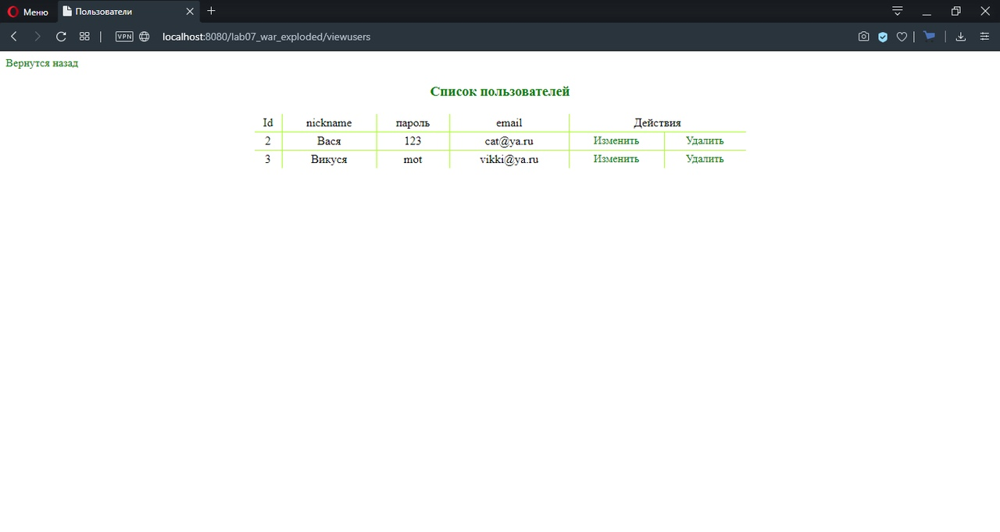 Меню Пользователи
VPN localhost:8080/lab07_war_exploded/viewusers
Вернутся назад
Список пользователей
Id nickname пароль email Действия
2 Вася 123 cat@ya.ru Изменить Удалить
3 Викуся mot vikki@ya.ru Изменить Удалить